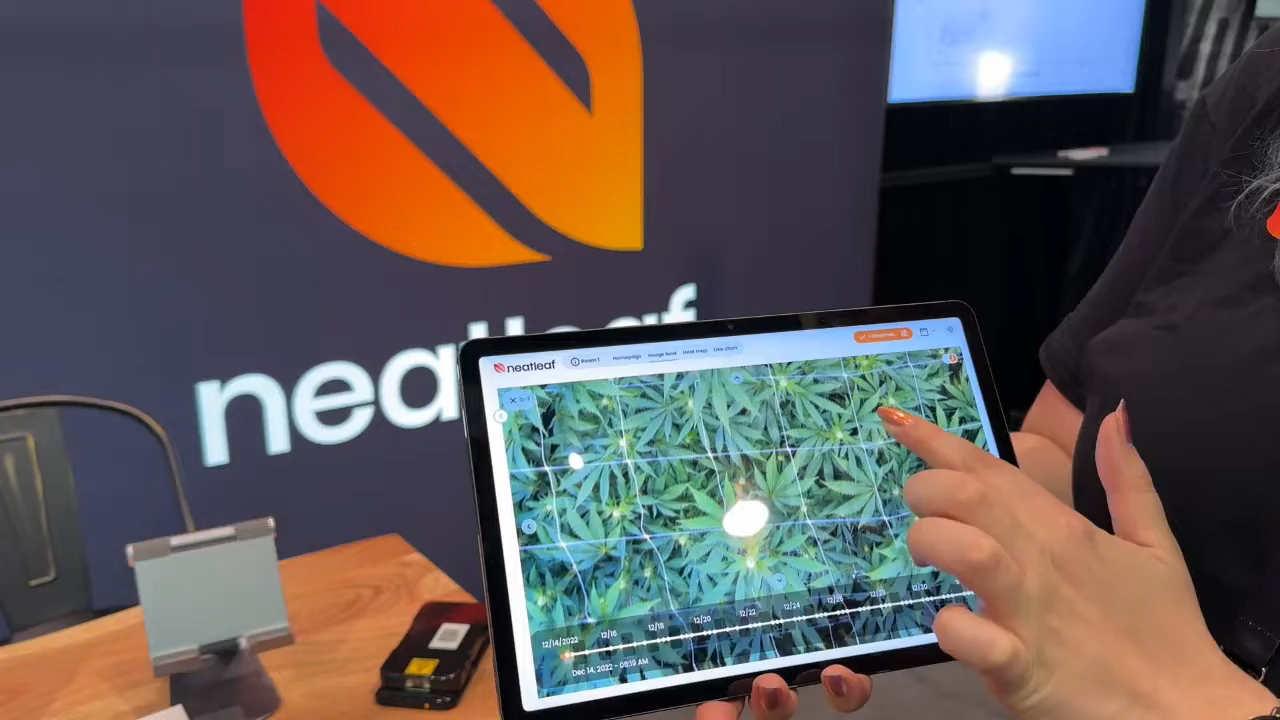 neatleaf
neatleaf
Room 1
Homepage
Image book
Heat map
Line chart
12/14/2022
12/16
12/18
12/20
12/22
12/24
12/26
12/28
12/30
Dec 14, 2022 - 08:19 AM